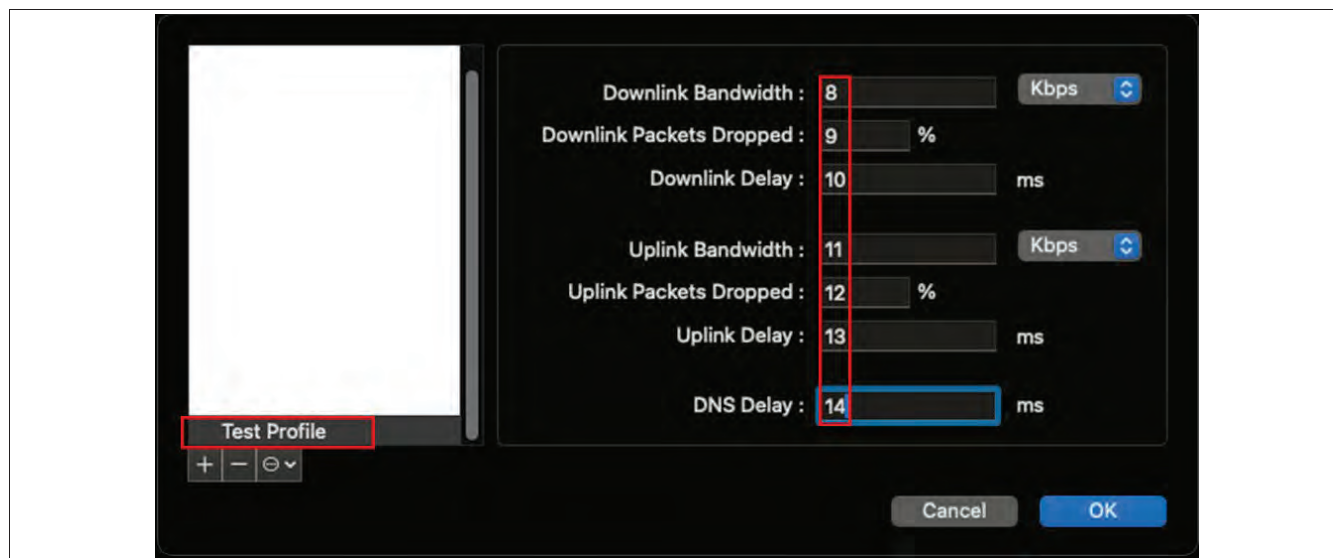 Downlink Bandwidth : 8 Kbps
Downlink Packets Dropped : 9 %
Downlink Delay : 10 ms
Uplink Bandwidth : 11 Kbps
Uplink Packets Dropped : 12 %
Uplink Delay : 13 ms
DNS Delay : 14 ms
Test Profile
Cancel OK